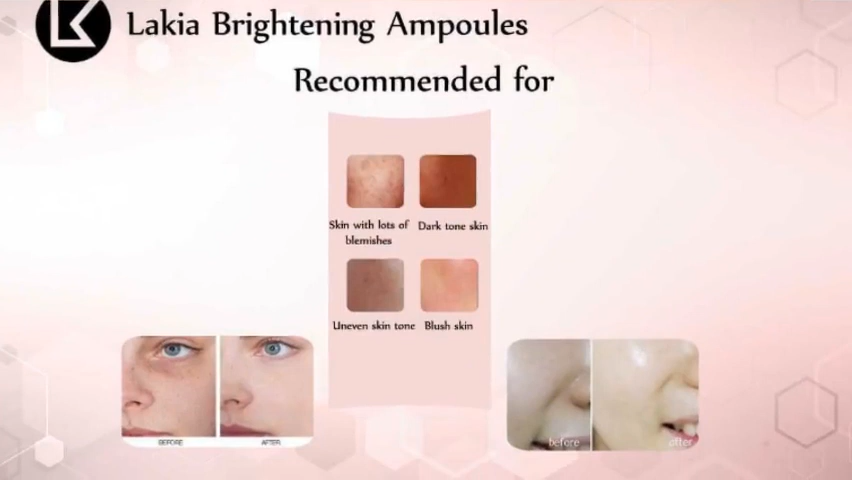 LK
Lakia Brightening Ampoules
Recommended for
Skin with lots of
blemishes
Dark tone skin
Uneven skin tone
Blush skin
BEFORE
AFTER
before
after